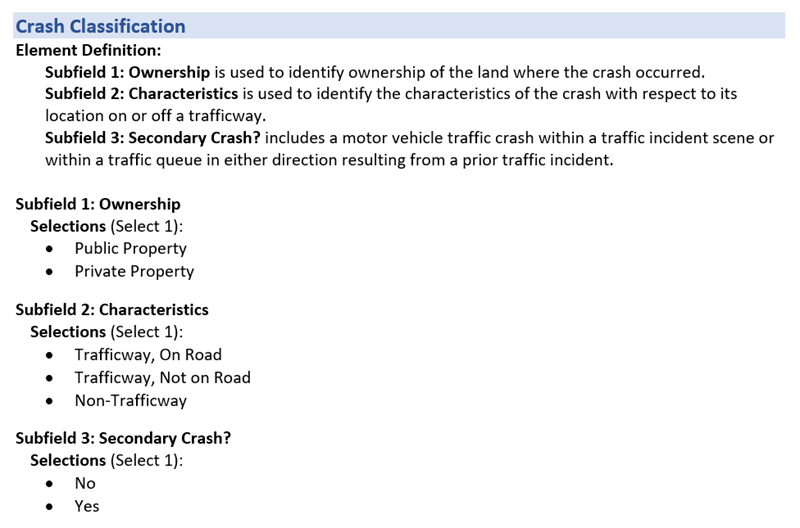 Crash Classification
Element Definition:
Subfield 1: Ownership is used to identify ownership of the land where the crash occurred.
Subfield 2: Characteristics is used to identify the characteristics of the crash with respect to its
location on or off a trafficway.
Subfield 3: Secondary Crash? includes a motor vehicle traffic crash within a traffic incident scene or
within a traffic queue in either direction resulting from a prior traffic incident.
Subfield 1: Ownership
Selections (Select 1):
• Public Property
• Private Property
Subfield 2: Characteristics
Selections (Select 1):
• Trafficway, On Road
• Trafficway, Not on Road
• Non-Trafficway
Subfield 3: Secondary Crash?
Selections (Select 1):
• No
• Yes